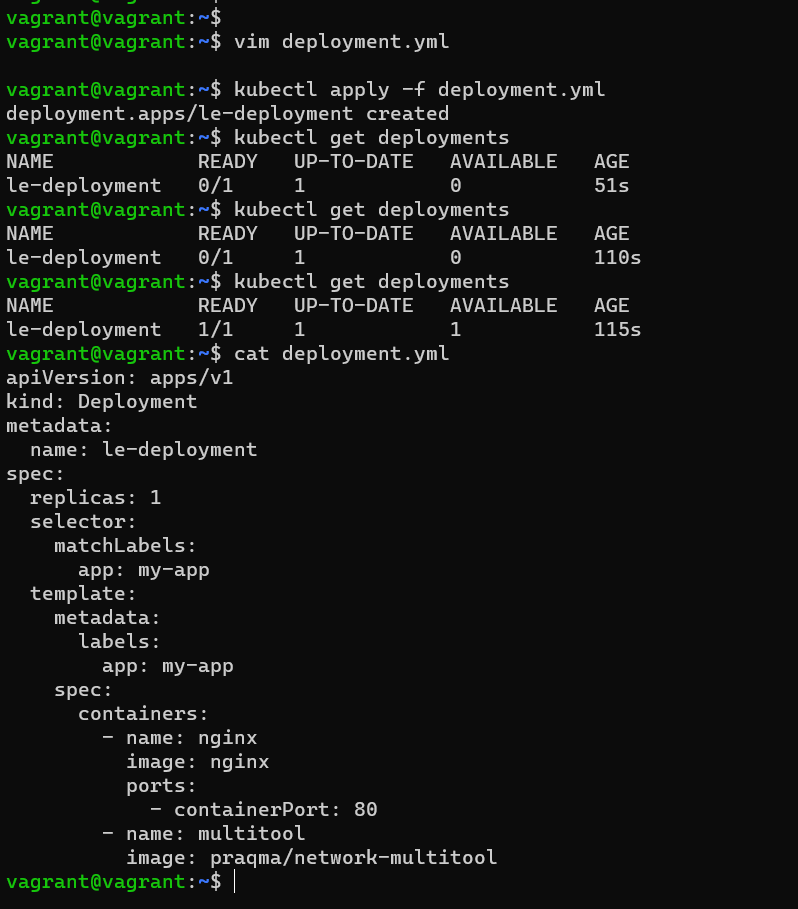 vagrant@vagrant:~$
vagrant@vagrant:~$ vim deployment.yml

vagrant@vagrant:~$ kubectl apply -f deployment.yml
deployment.apps/le-deployment created
vagrant@vagrant:~$ kubectl get deployments
NAME            READY   UP-TO-DATE   AVAILABLE   AGE
le-deployment   0/1     1            0           51s
vagrant@vagrant:~$ kubectl get deployments
NAME            READY   UP-TO-DATE   AVAILABLE   AGE
le-deployment   0/1     1            0           110s
vagrant@vagrant:~$ kubectl get deployments
NAME            READY   UP-TO-DATE   AVAILABLE   AGE
le-deployment   1/1     1            1           115s
vagrant@vagrant:~$ cat deployment.yml
apiVersion: apps/v1
kind: Deployment
metadata:
  name: le-deployment
spec:
  replicas: 1
  selector:
    matchLabels:
      app: my-app
  template:
    metadata:
      labels:
        app: my-app
    spec:
      containers:
        - name: nginx
          image: nginx
          ports:
            - containerPort: 80
        - name: multitool
          image: praqma/network-multitool
vagrant@vagrant:~$